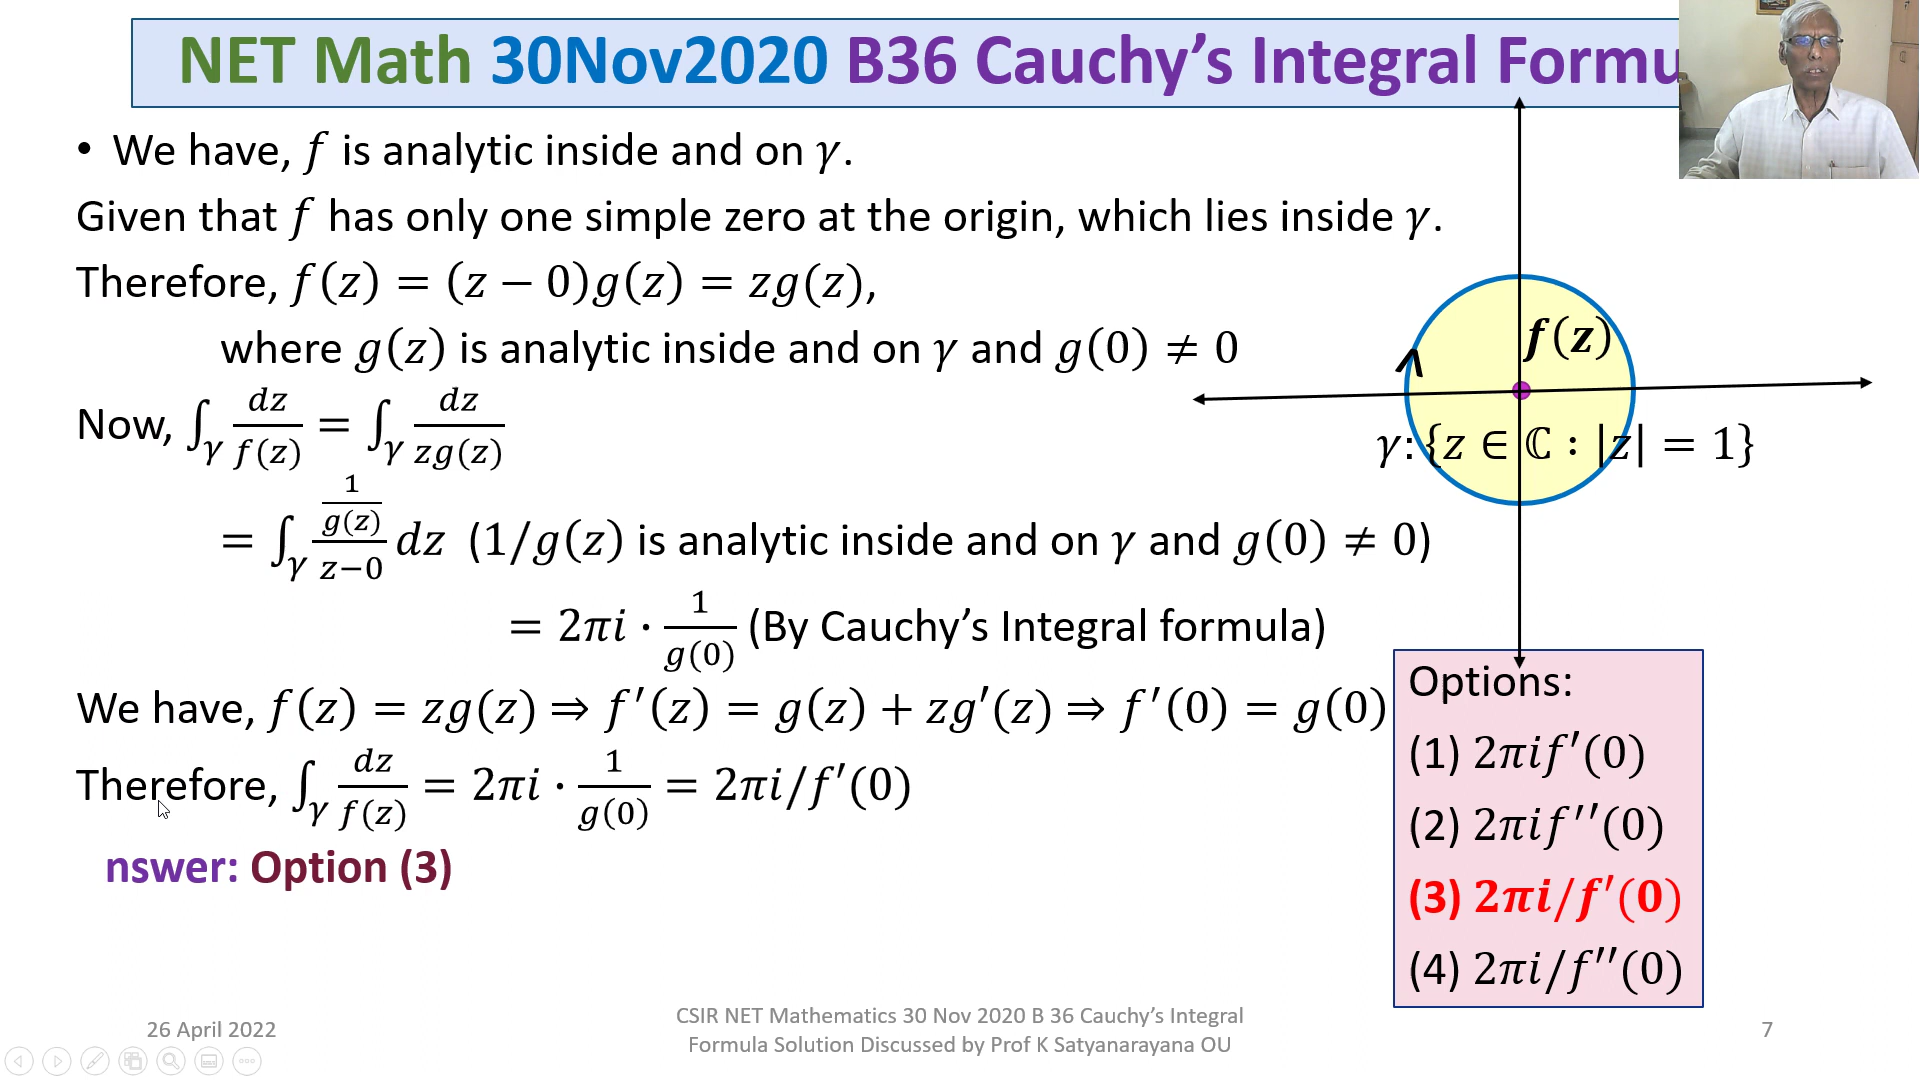 NET Math 30Nov2020 B36 Cauchy’s Integral Formu
• We have, f is analytic inside and on γ.
Given that f has only one simple zero at the origin, which lies inside γ.
Therefore, f(z) = (z − 0)g(z) = zg(z),
where g(z) is analytic inside and on γ and g(0) ≠ 0
Now, ∫_γ dz/f(z) = ∫_γ dz/zg(z)
= ∫_γ (1/g(z))/(z−0) dz (1/g(z) is analytic inside and on γ and g(0) ≠ 0)
= 2πi · 1/g(0) (By Cauchy’s Integral formula)
We have, f(z) = zg(z) ⇒ f′(z) = g(z) + zg′(z) ⇒ f′(0) = g(0)
Therefore, ∫_γ dz/f(z) = 2πi · 1/g(0) = 2πi/f′(0)
nswer: Option (3)
f(z)
γ: {z ∈ ℂ : |z| = 1}
Options:
(1) 2πif′(0)
(2) 2πif′′(0)
(3) 2πi/f′(0)
(4) 2πi/f′′(0)
26 April 2022
CSIR NET Mathematics 30 Nov 2020 B 36 Cauchy’s Integral
Formula Solution Discussed by Prof K Satyanarayana OU
7